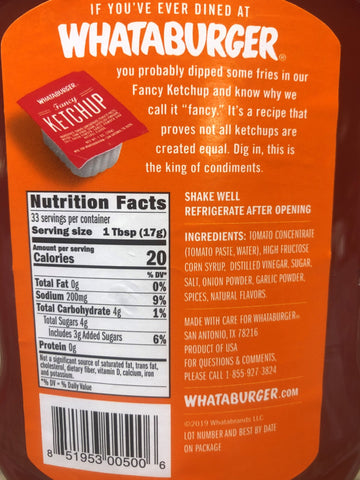 IF YOU'VE EVER DINED AT
WHATABURGER®
you probably dipped some fries in our
Fancy Ketchup and know why we
call it "fancy." It's a recipe that
proves not all ketchups are
created equal. Dig in, this is
the king of condiments.
WHATABURGER
Fancy
KETCHUP
Nutrition Facts
33 servings per container
Serving size 1 Tbsp (17g)
Amount per serving
Calories 20
% DV*
Total Fat 0g 0%
Sodium 200mg 9%
Total Carbohydrate 4g 1%
Total Sugars 4g
Includes 3g Added Sugars 6%
Protein 0g
Not a significant source of saturated fat, trans fat,
cholesterol, dietary fiber, vitamin D, calcium, iron
and potassium.
*% DV = % Daily Value
8 51953 00500 6
SHAKE WELL
REFRIGERATE AFTER OPENING
INGREDIENTS: TOMATO CONCENTRATE
(TOMATO PASTE, WATER), HIGH FRUCTOSE
CORN SYRUP, DISTILLED VINEGAR, SUGAR,
SALT, ONION POWDER, GARLIC POWDER,
SPICES, NATURAL FLAVORS.
MADE WITH CARE FOR WHATABURGER®
SAN ANTONIO, TX 78216
PRODUCT OF USA
FOR QUESTIONS & COMMENTS,
PLEASE CALL 1-855-927 3824
WHATABURGER.COM
©2019 Whatabrands LLC
LOT NUMBER AND BEST BY DATE
ON PACKAGE